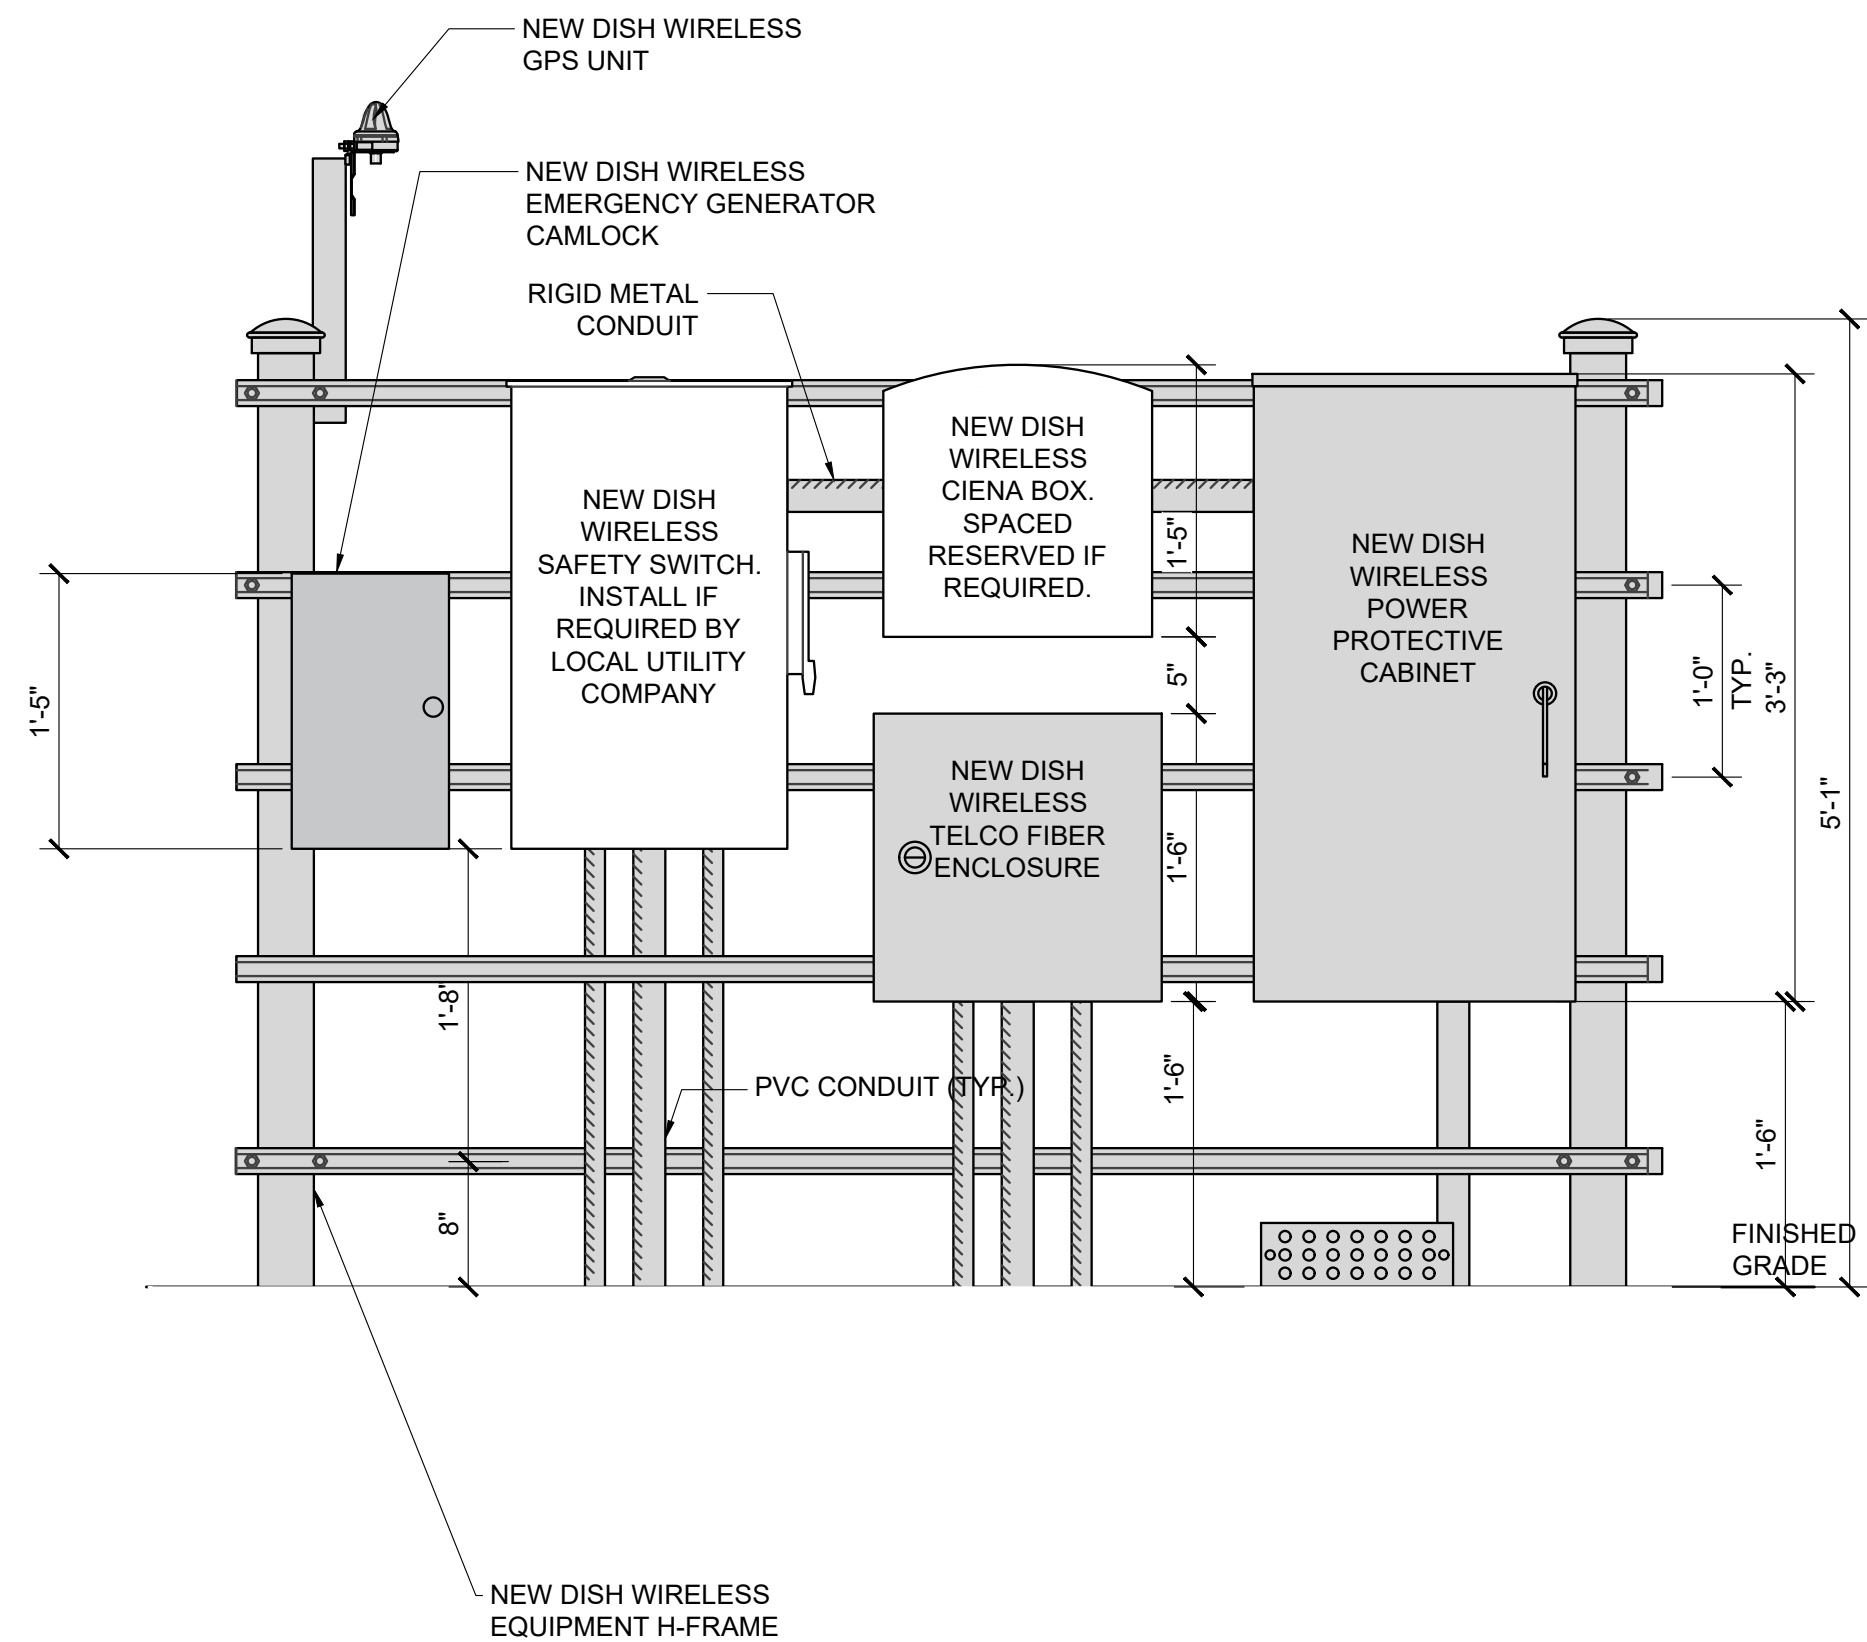 NEW DISH WIRELESS
GPS UNIT
NEW DISH WIRELESS
EMERGENCY GENERATOR
CAMLOCK
RIGID METAL
CONDUIT
NEW DISH
WIRELESS
SAFETY SWITCH.
INSTALL IF
REQUIRED BY
LOCAL UTILITY
COMPANY
NEW DISH
WIRELESS
CIENA BOX.
SPACED
RESERVED IF
REQUIRED.
NEW DISH
WIRELESS
POWER
PROTECTIVE
CABINET
NEW DISH
WIRELESS
TELCO FIBER
ENCLOSURE
1'-5"
1'-5"
5"
1'-6"
1'-6"
1'-0"
TYP.
3'-3"
5'-1"
1'-6"
1'-8"
8"
PVC CONDUIT (TYP.)
FINISHED
GRADE
NEW DISH WIRELESS
EQUIPMENT H-FRAME